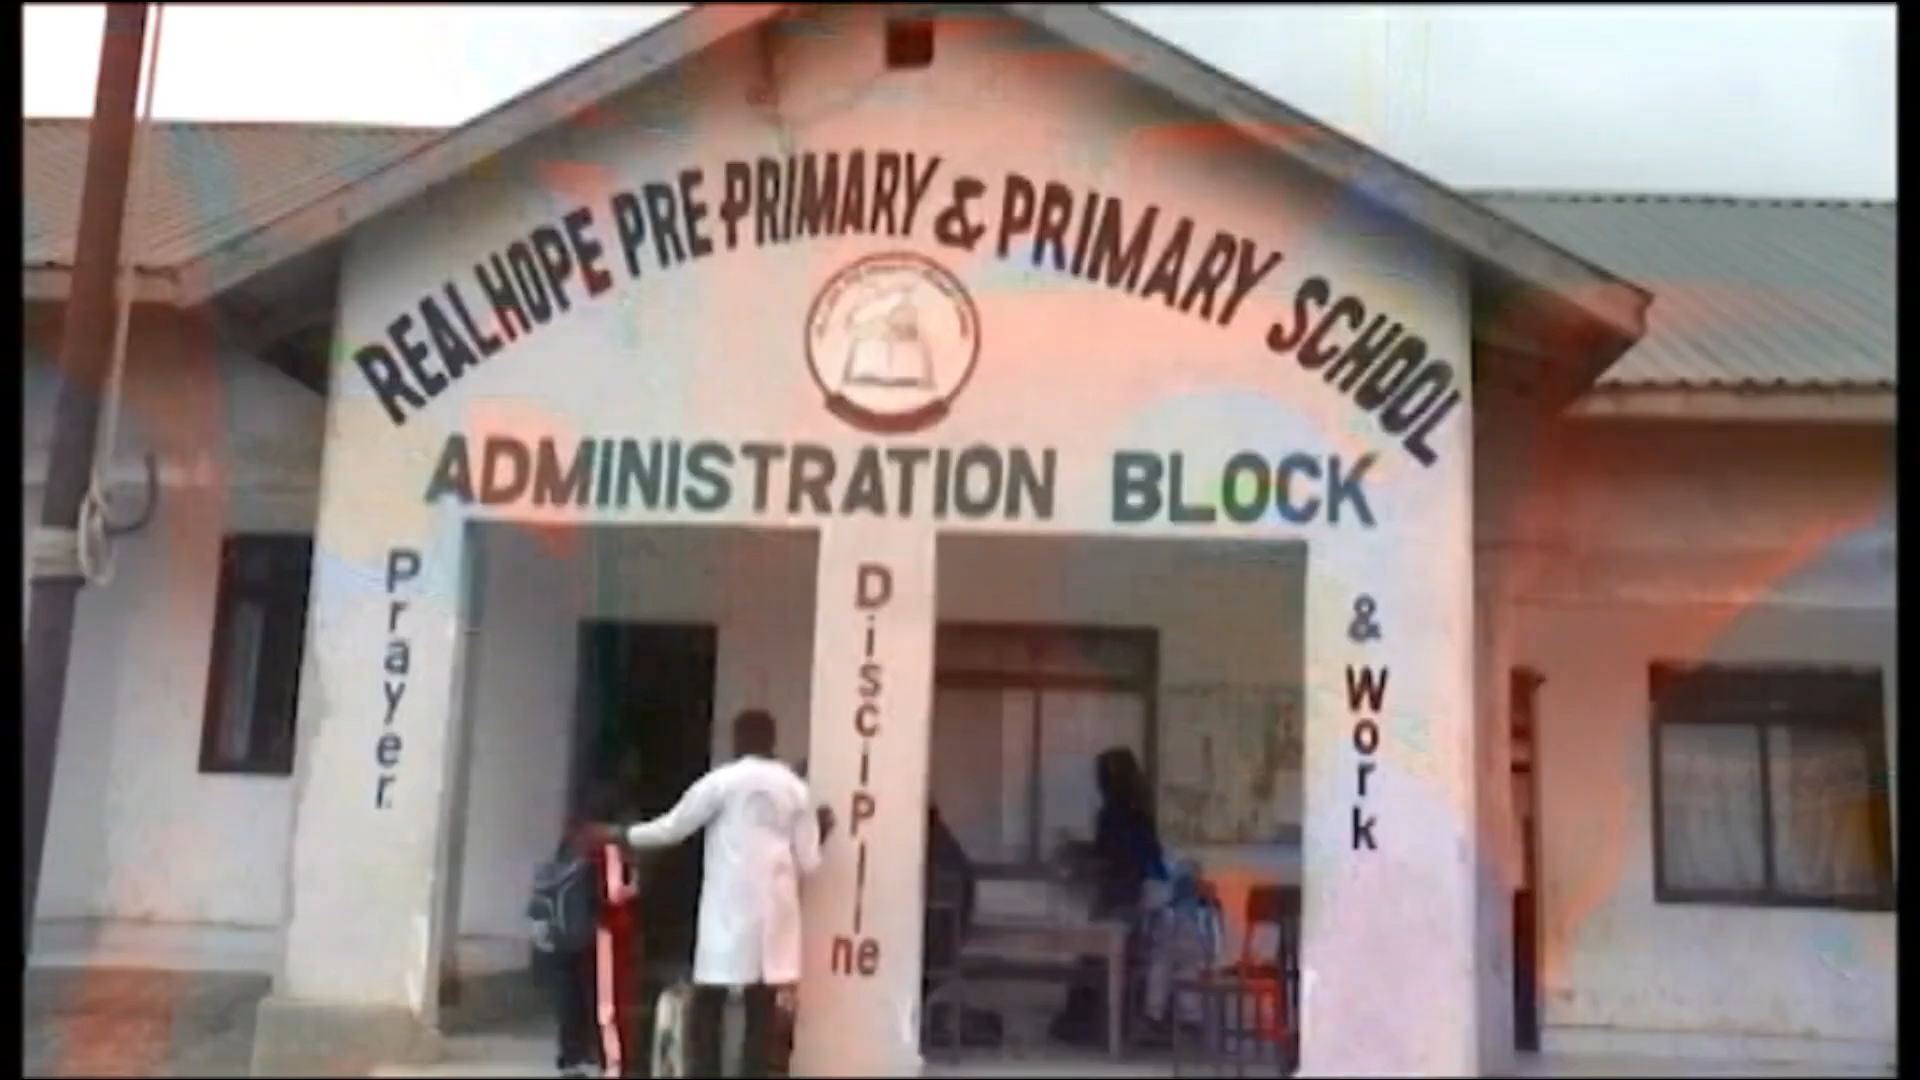 REALHOPE PRE-PRIMARY & PRIMARY SCHOOL
ADMINISTRATION BLOCK
Prayer
Discipline
& Work